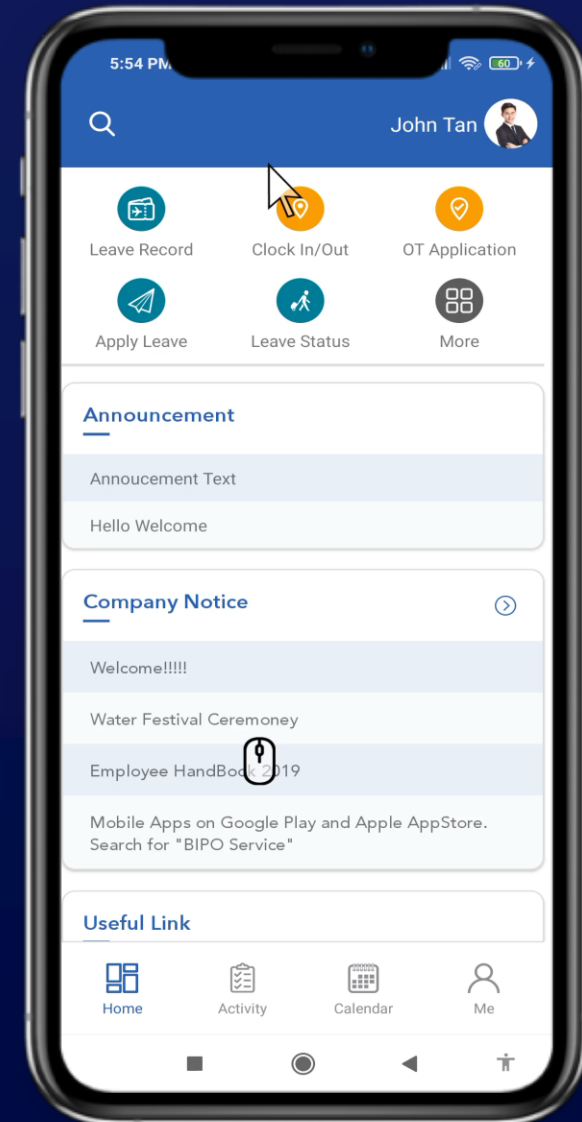 5:54 PM
60
John Tan
Leave Record
Clock In/Out
OT Application
Apply Leave
Leave Status
More
Announcement
Annoucement Text
Hello Welcome
Company Notice
Welcome!!!!!
Water Festival Ceremoney
Employee HandBook 2019
Mobile Apps on Google Play and Apple AppStore.
Search for "BIPO Service"
Useful Link
Home
Activity
Calendar
Me